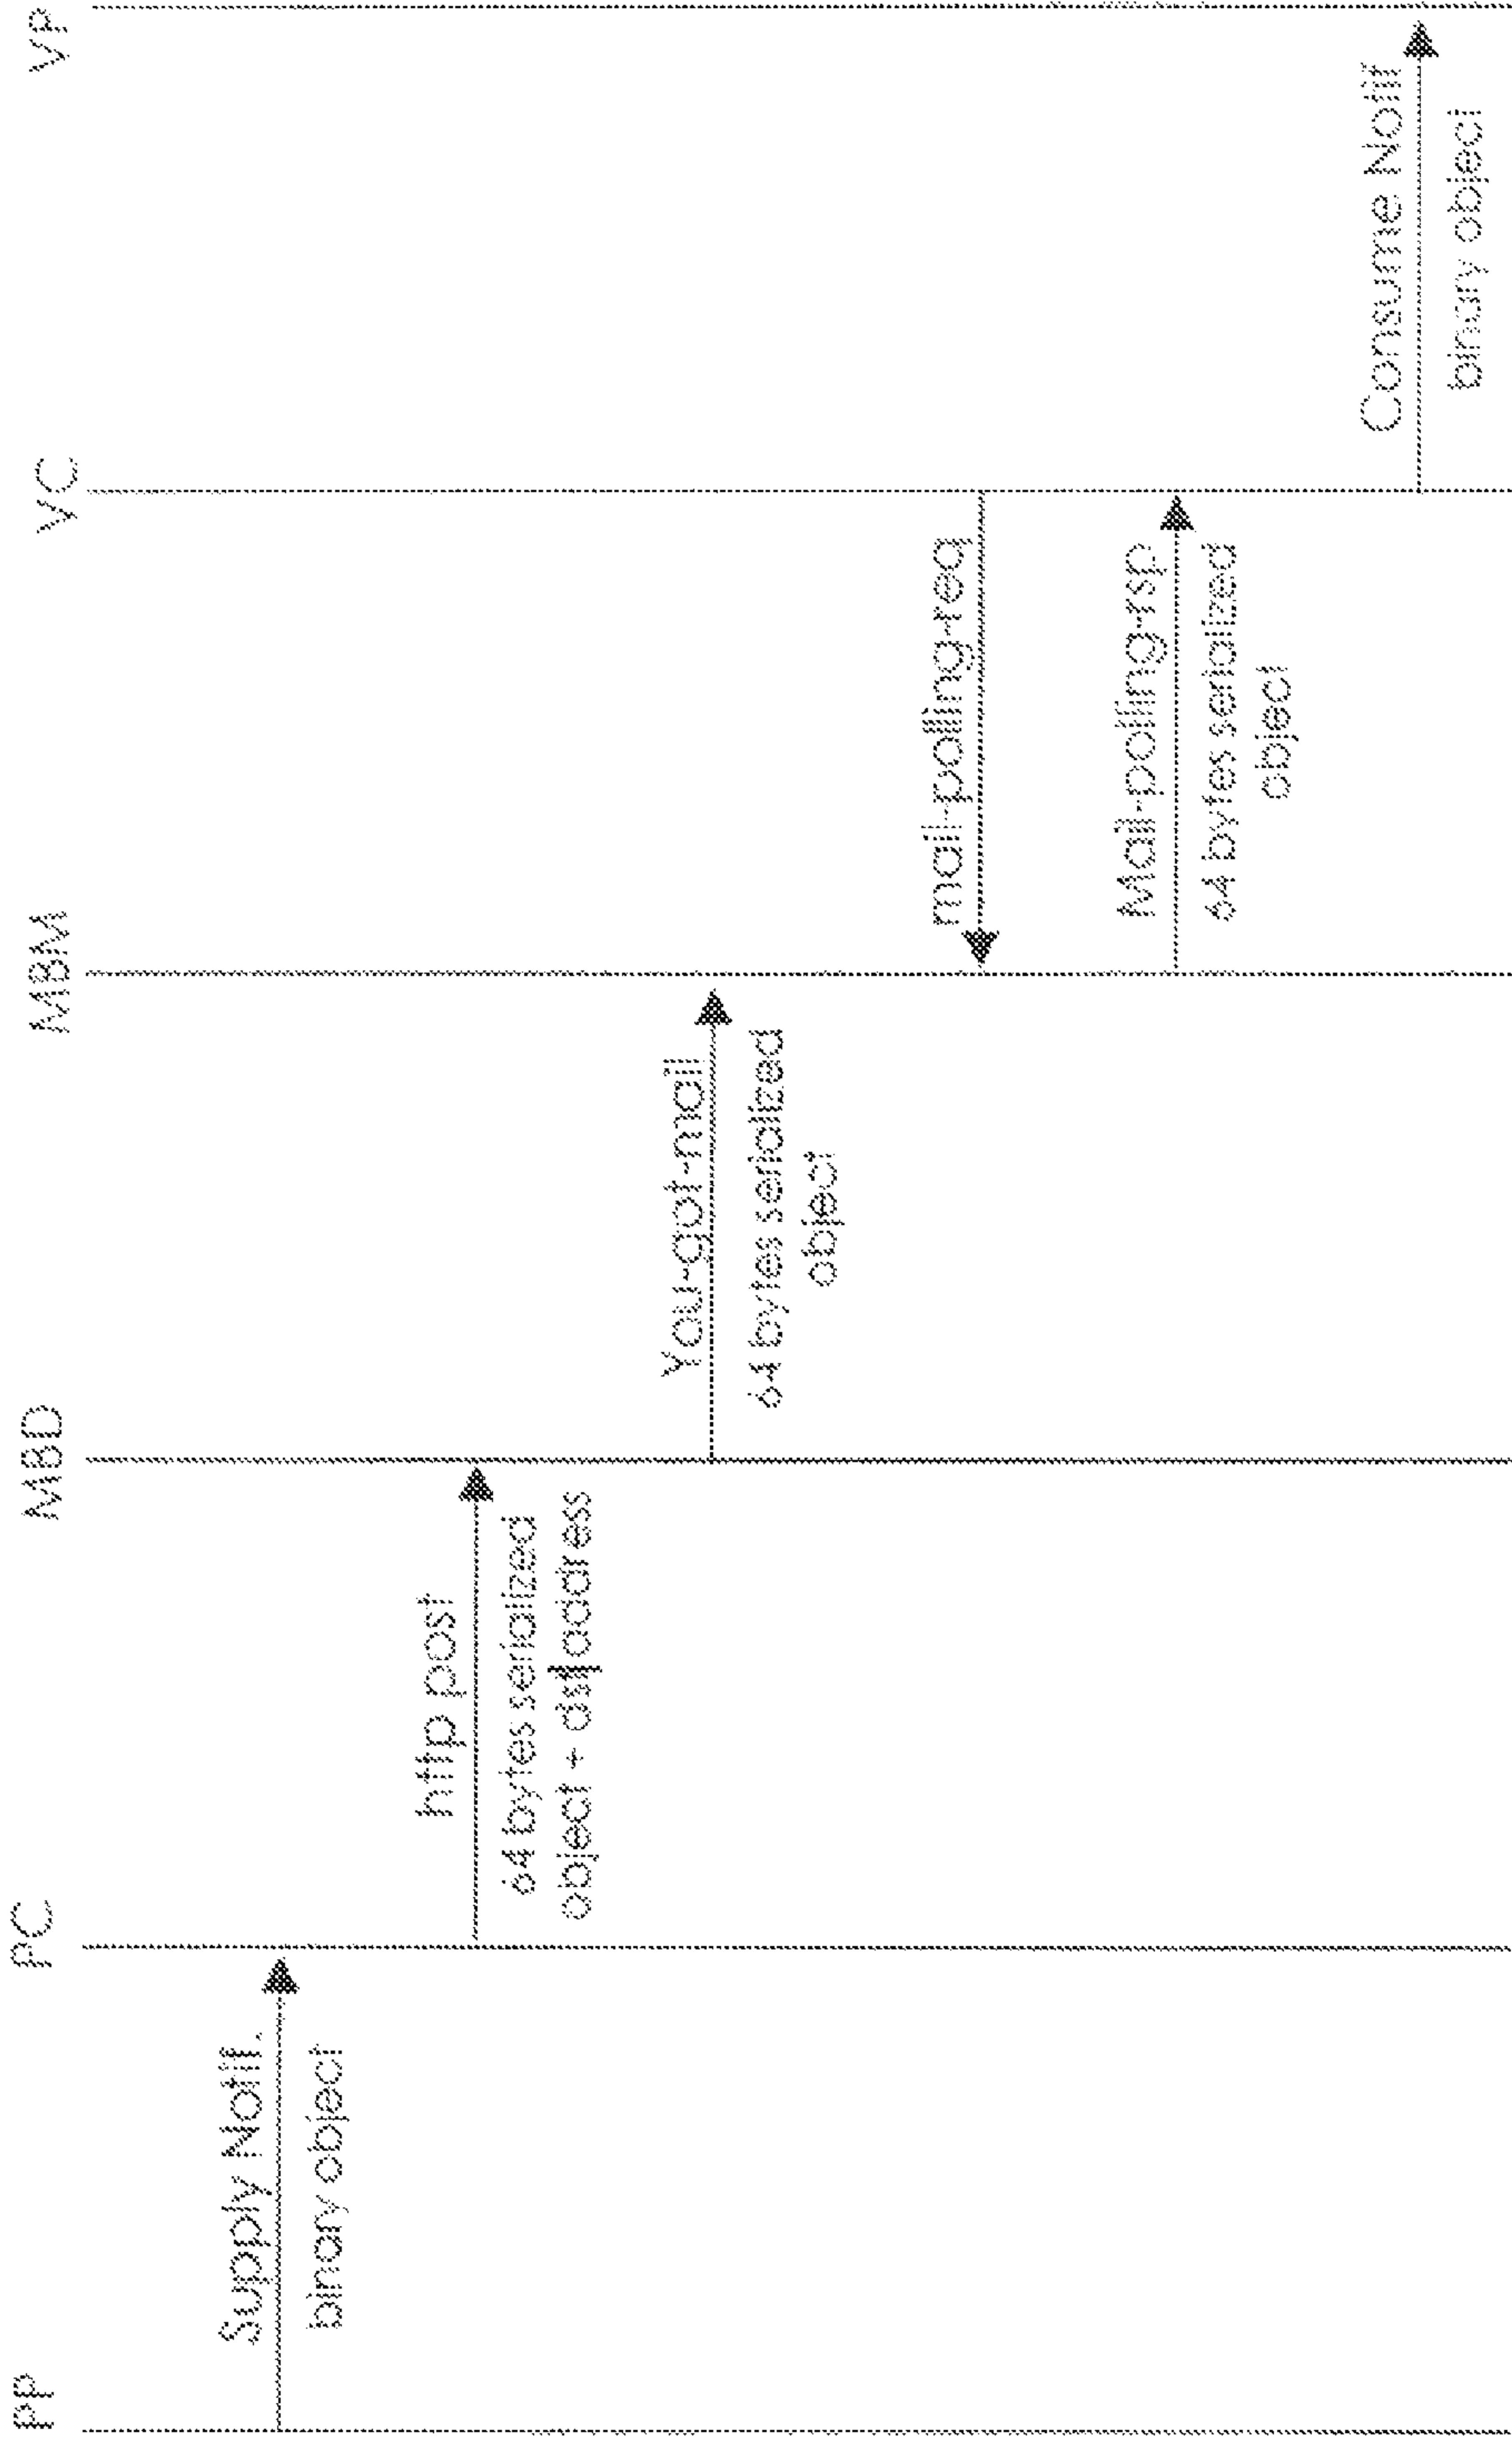 PP
PC
MBD
MBM
VC
VP
Supply Notif.
binary object
http post
64 bytes serialized
object + dst address
You-got-mail
64 bytes serialized
object
mail-polling-req
Mail-polling-rsp
64 bytes serialized
object
Consume Notif
binary object